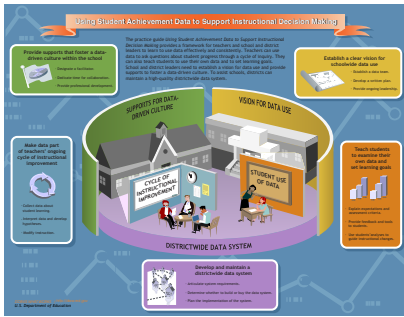 Using Student Achievement Data to Support Instructional Decision Making
The practice guide Using Student Achievement Data to Support Instructional
Decision Making provides a framework for teachers and school and district
leaders to learn to use data effectively and consistently. Teachers can use
data to ask questions about student progress through a cycle of inquiry. They
can also teach students to use their own data and to set learning goals.
School and district leaders need to establish a vision for data use and provide
supports to foster a data-driven culture. To assist schools, districts can
maintain a high-quality districtwide data system.
Provide supports that foster a data-
driven culture within the school
· Designate a facilitator.
· Dedicate time for collaboration.
· Provide professional development.
Establish a clear vision for
schoolwide data use
· Establish a data team.
· Develop a written plan.
· Provide ongoing leadership.
SUPPORTS FOR DATA-
DRIVEN CULTURE
VISION FOR DATA USE
Make data part
of teachers' ongoing
cycle of instructional
improvement
· Collect data about
student learning.
· Interpret data and develop
hypotheses.
· Modify instruction.
CYCLE OF
INSTRUCTIONAL
IMPROVEMENT
STUDENT USE
OF DATA
Teach students
to examine their
own data and
set learning goals
· Explain expectations and
assessment criteria.
· Provide feedback and tools
to students.
· Use students' analyses to
guide instructional changes.
DISTRICTWIDE DATA SYSTEM
Develop and maintain a
districtwide data system
· Articulate system requirements.
· Determine whether to build or buy the data system.
· Plan the implementation of the system.
U.S. Department of Education